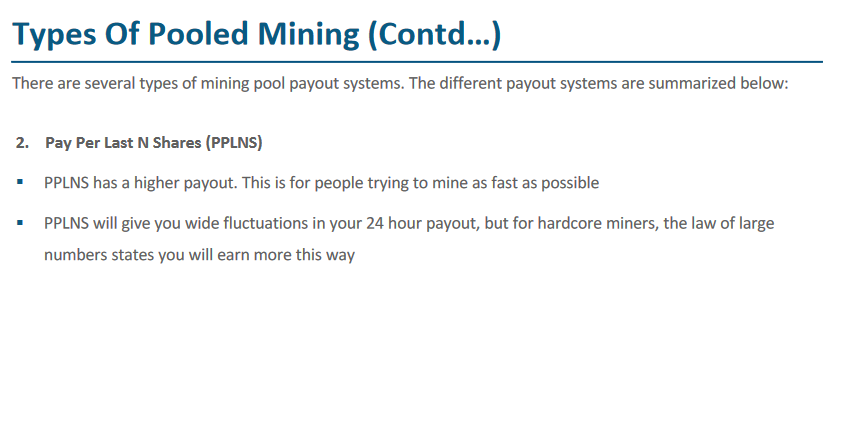 Types Of Pooled Mining (Contd...)
There are several types of mining pool payout systems. The different payout systems are summarized below:
2. Pay Per Last N Shares (PPLNS)
▪ PPLNS has a higher payout. This is for people trying to mine as fast as possible
▪ PPLNS will give you wide fluctuations in your 24 hour payout, but for hardcore miners, the law of large
numbers states you will earn more this way